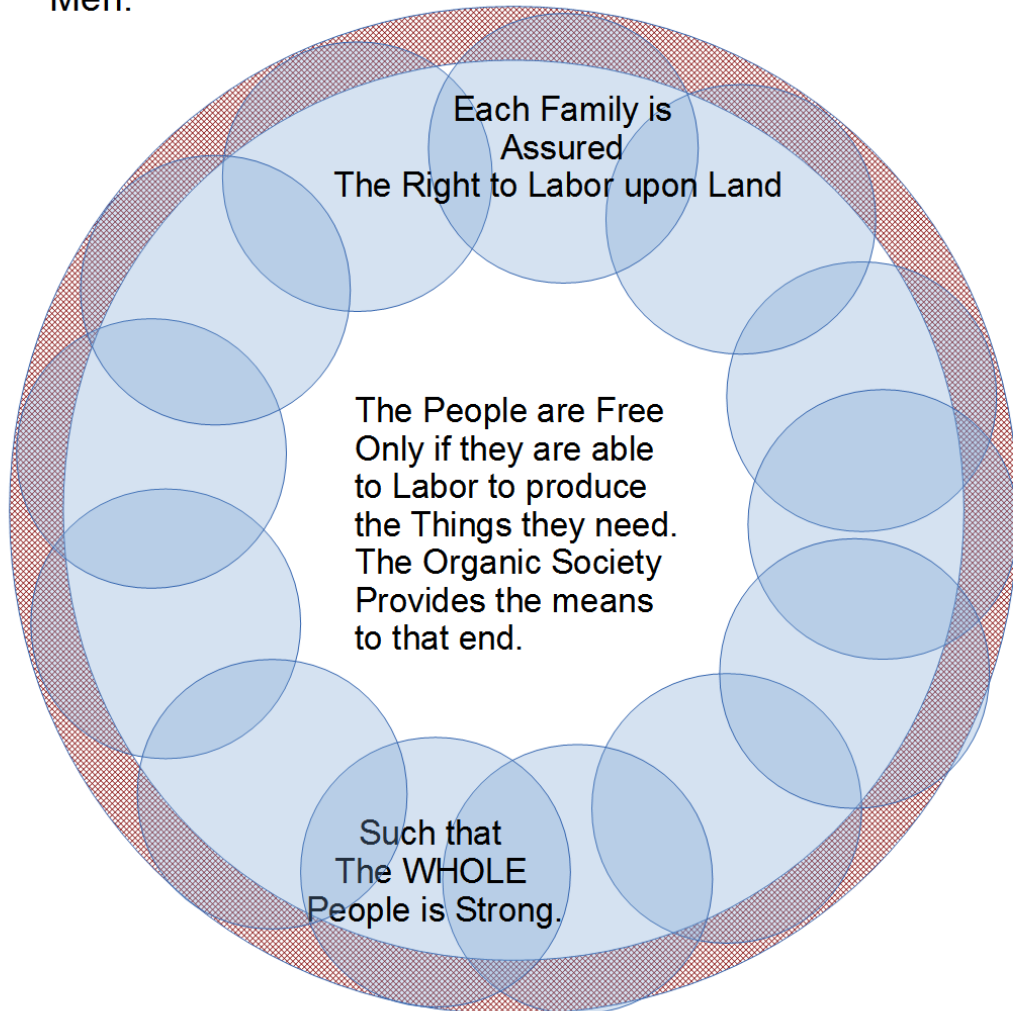 Men.
Each Family is
Assured
The Right to Labor upon Land
The People are Free
Only if they are able
to Labor to produce
the Things they need.
The Organic Society
Provides the means
to that end.
Such that
The WHOLE
People is Strong.